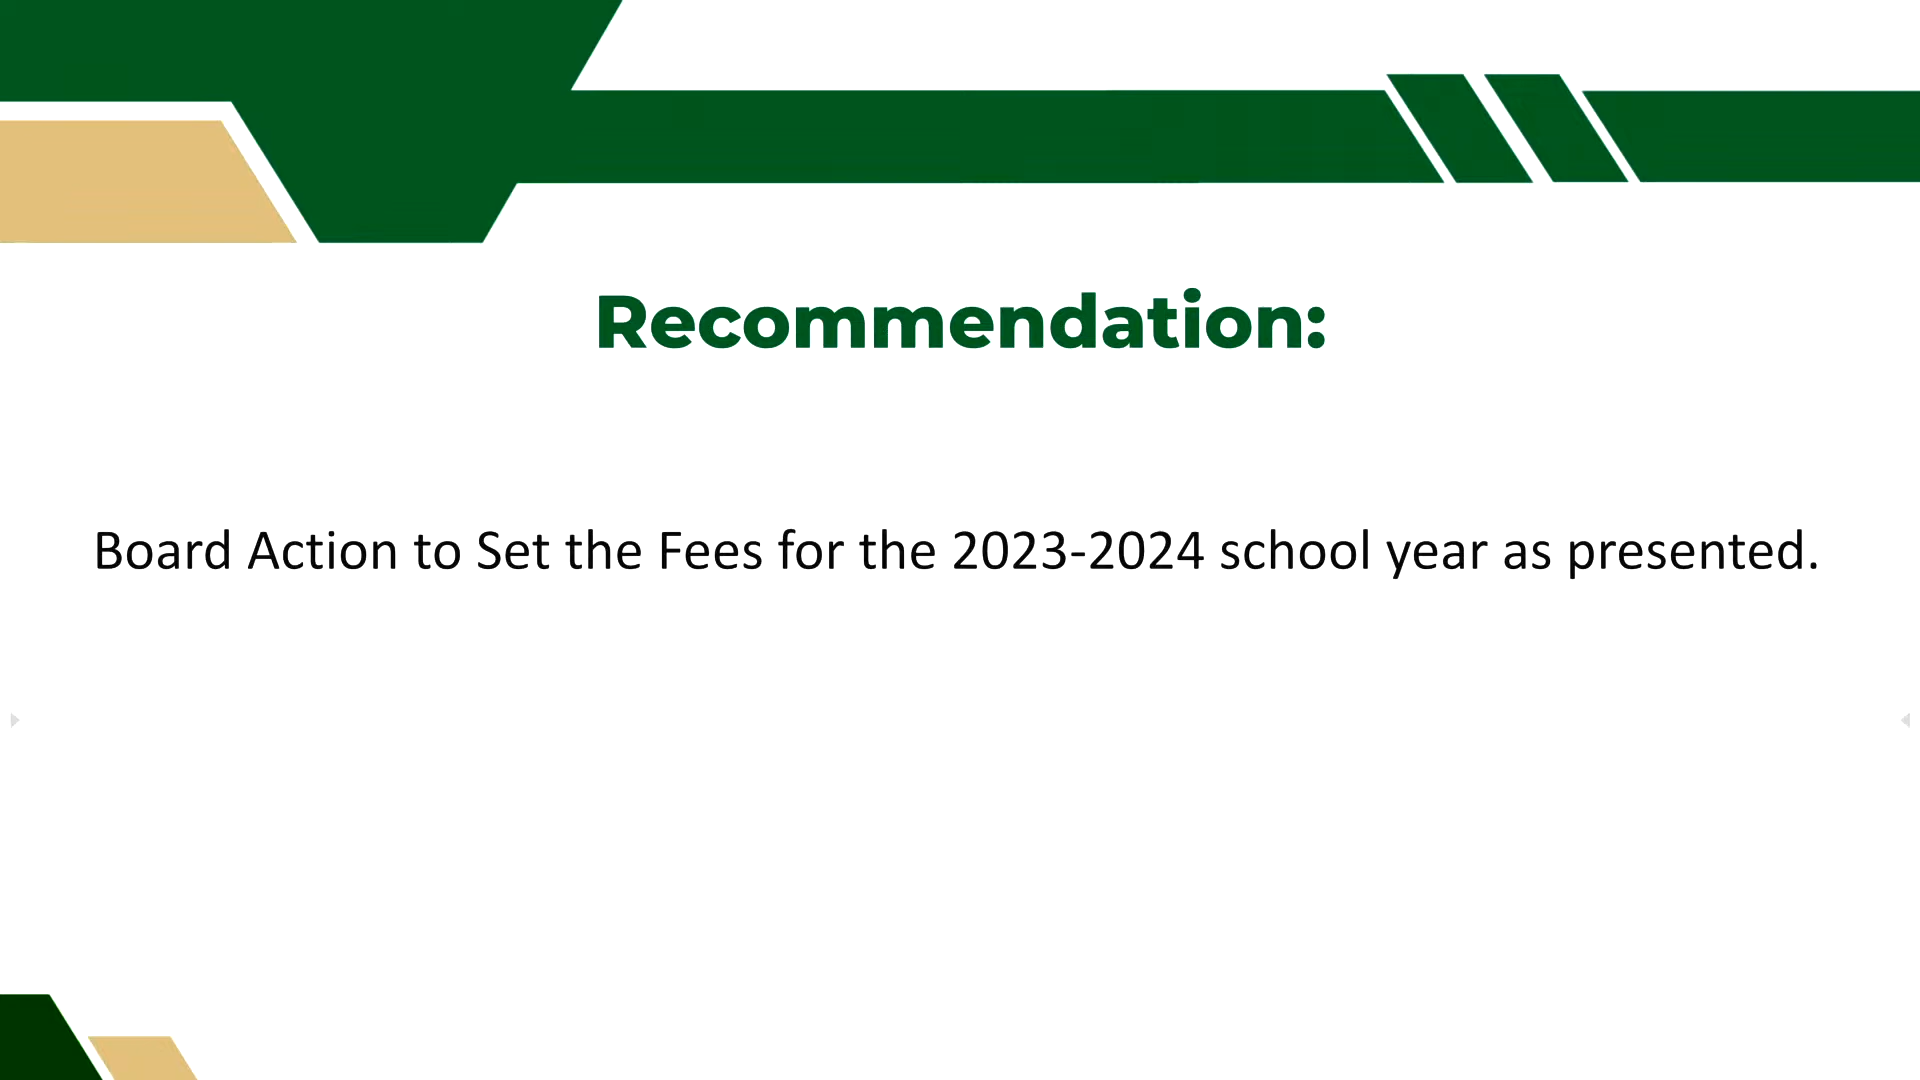 Recommendation:
Board Action to Set the Fees for the 2023-2024 school year as presented.